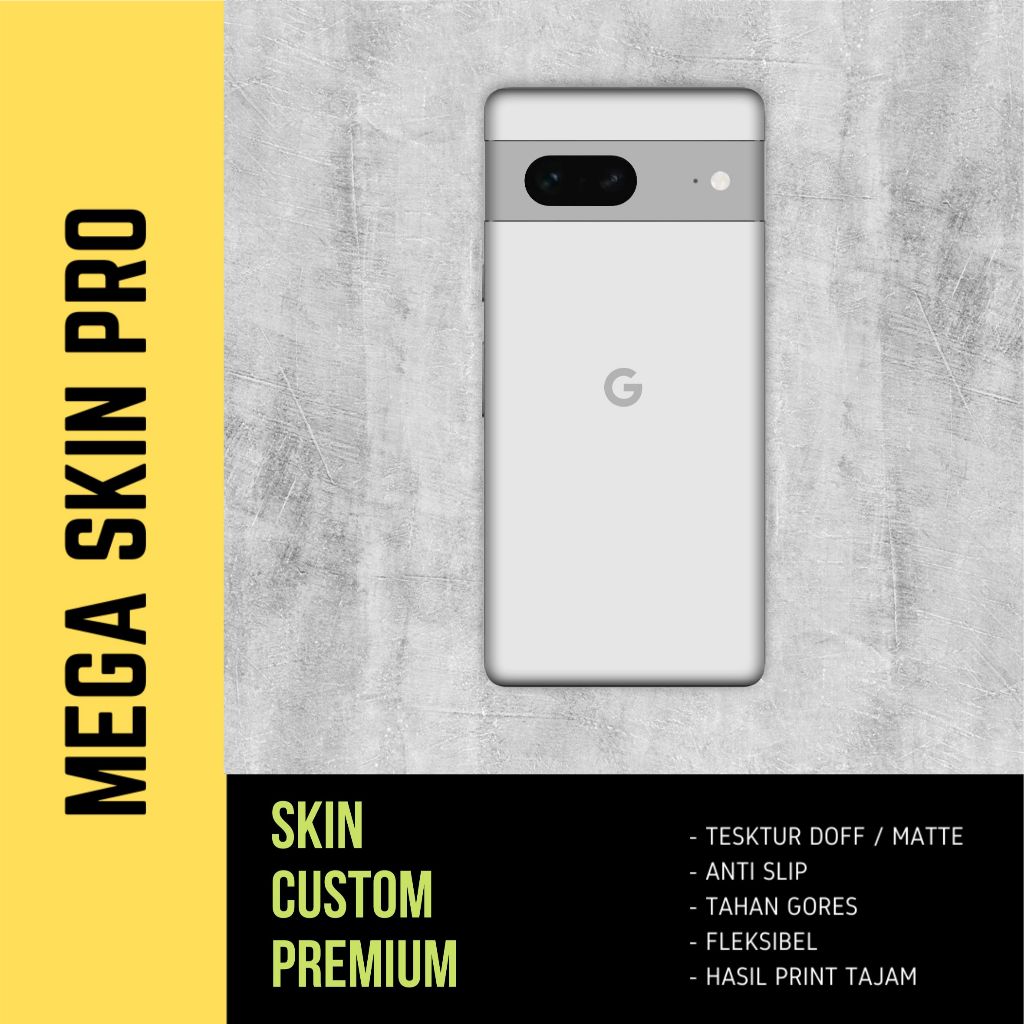 MEGA SKIN PRO
G
SKIN
CUSTOM
PREMIUM
- TESKTUR DOFF / MATTE
- ANTI SLIP
- TAHAN GORES
- FLEKSIBEL
- HASIL PRINT TAJAM